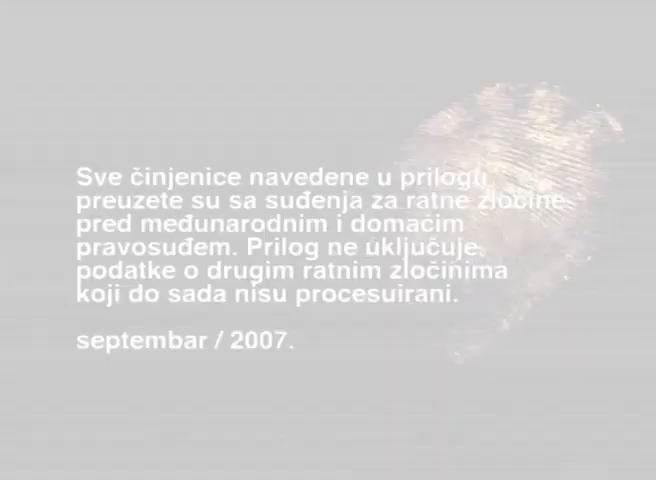 Sve činjenice navedene u prilogu
preuzete su sa suđenja za ratne zločine
pred međunarodnim i domaćim
pravosuđem. Prilog ne uključuje
podatke o drugim ratnim zločinima
koji do sada nisu procesuirani.
septembar / 2007.